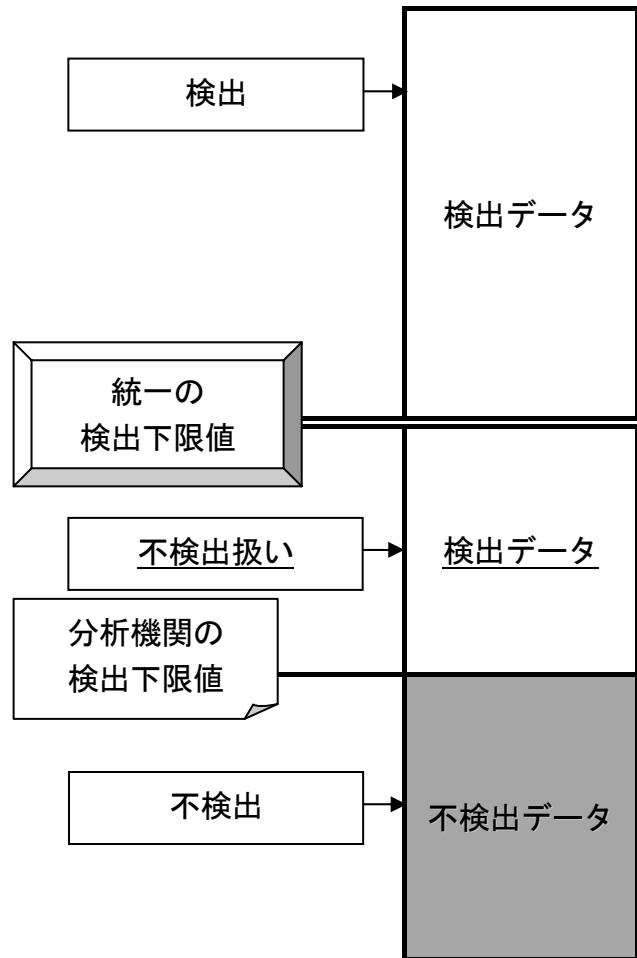 検出
検出データ
統一の
検出下限値
不検出扱い
検出データ
分析機関の
検出下限値
不検出
不検出データ